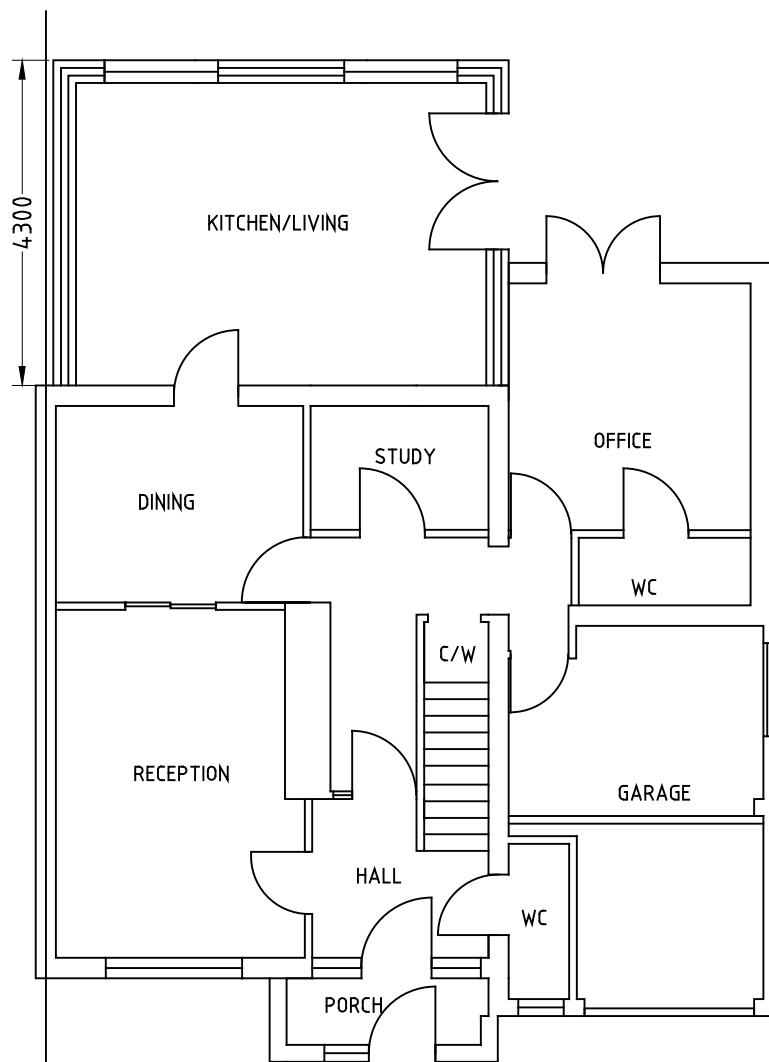 KITCHEN/LIVING
4300
OFFICE
STUDY
DINING
WC
C/W
RECEPTION
GARAGE
HALL
WC
PORCH